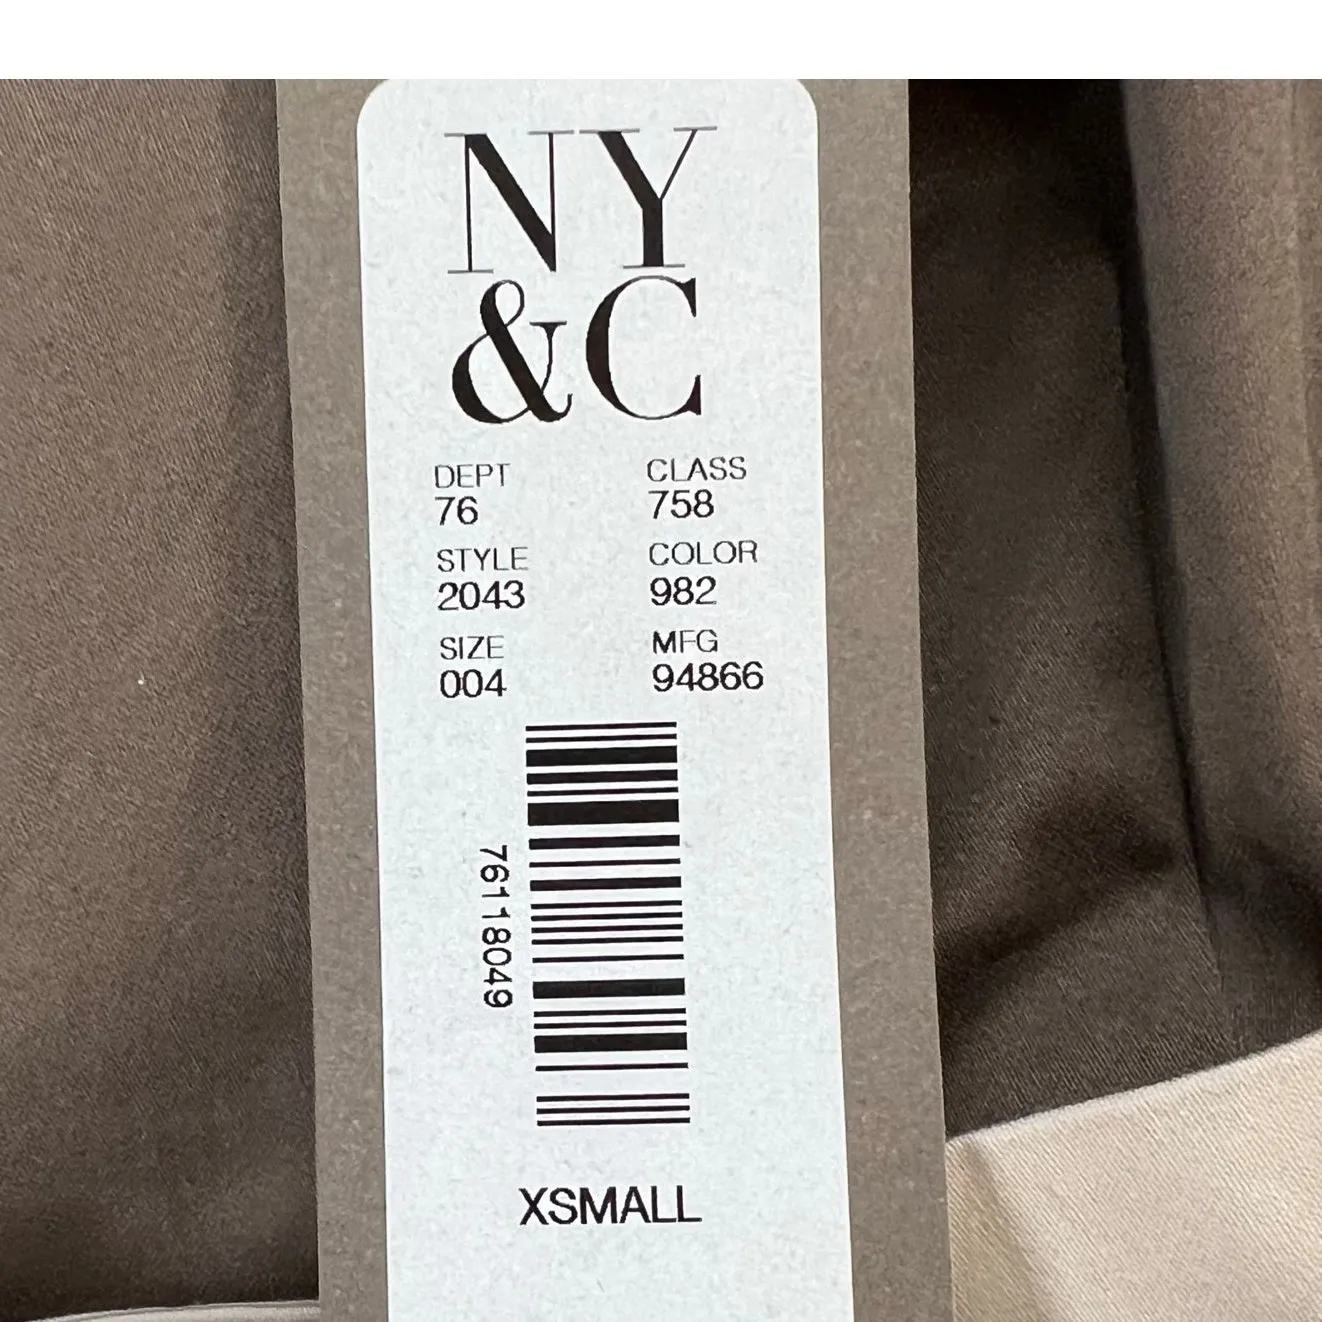 NY
&C
DEPT CLASS
76 758
STYLE COLOR
2043 982
SIZE MFG
004 94866
76118049
XSMALL